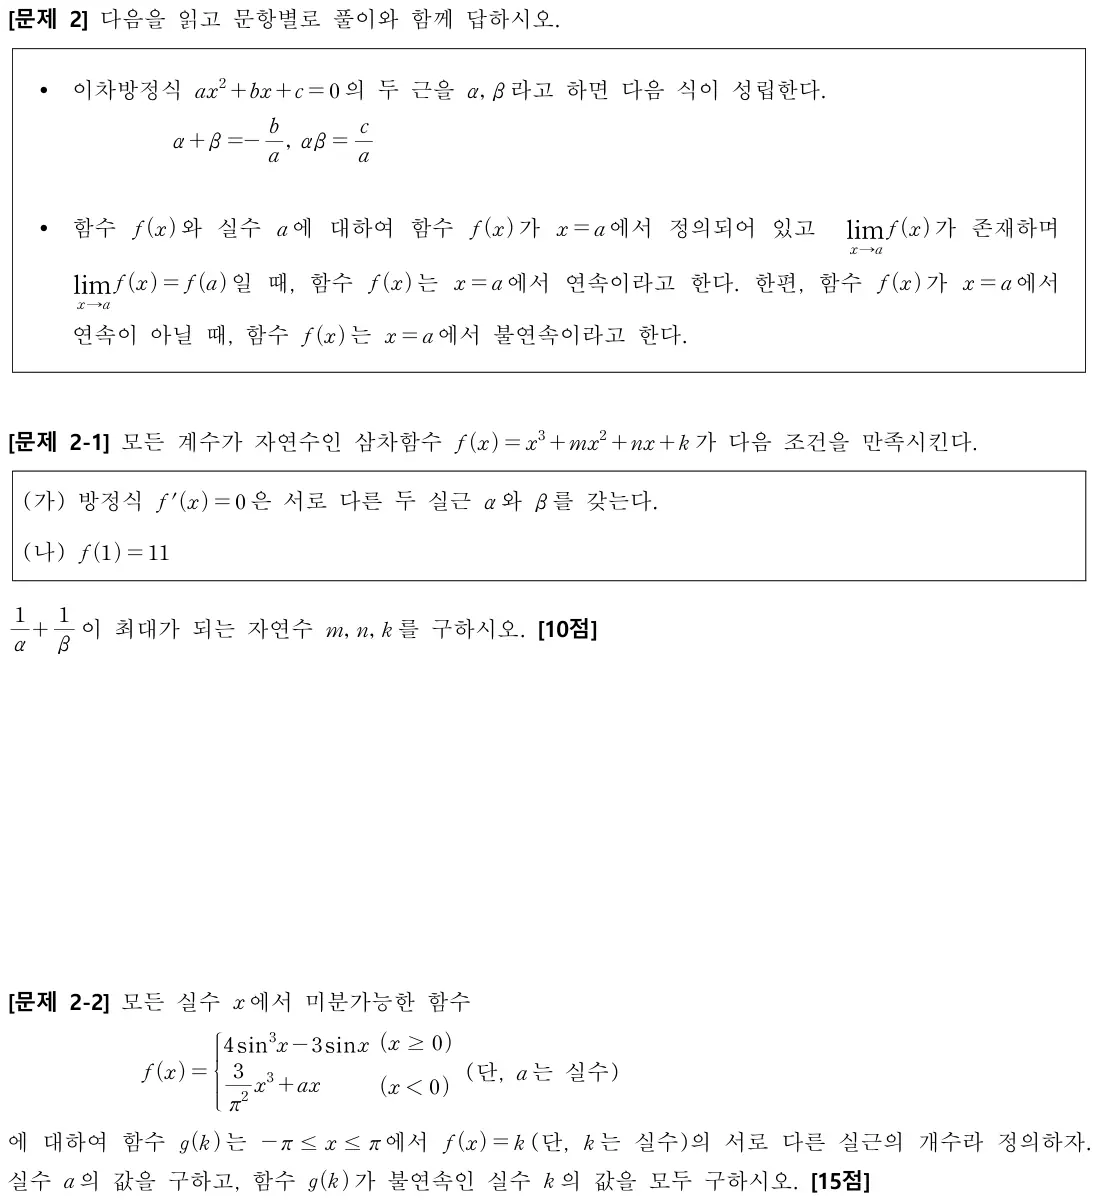 [문제 2] 다음을 읽고 문항별로 풀이와 함께 답하시오.
• 이차방정식 ax²+bx+c=0의 두 근을 α, β라고 하면 다음 식이 성립한다.
α+β=-b/a, αβ=c/a
• 함수 f(x)와 실수 a에 대하여 함수 f(x)가 x=a에서 정의되어 있고 lim_{x→a} f(x)가 존재하며
lim_{x→a} f(x)=f(a)일 때, 함수 f(x)는 x=a에서 연속이라고 한다. 한편, 함수 f(x)가 x=a에서
연속이 아닐 때, 함수 f(x)는 x=a에서 불연속이라고 한다.
[문제 2-1] 모든 계수가 자연수인 삼차함수 f(x)=x³+mx²+nx+k가 다음 조건을 만족시킨다.
(가) 방정식 f′(x)=0은 서로 다른 두 실근 α와 β를 갖는다.
(나) f(1)=11
1/α+1/β이 최대가 되는 자연수 m, n, k를 구하시오. [10점]
[문제 2-2] 모든 실수 x에서 미분가능한 함수
f(x)={4sin³x-3sinx (x≥0)
3/π² x³+ax (x<0) (단, a는 실수)
에 대하여 함수 g(k)는 -π≤x≤π에서 f(x)=k(단, k는 실수)의 서로 다른 실근의 개수라 정의하자.
실수 a의 값을 구하고, 함수 g(k)가 불연속인 실수 k의 값을 모두 구하시오. [15점]